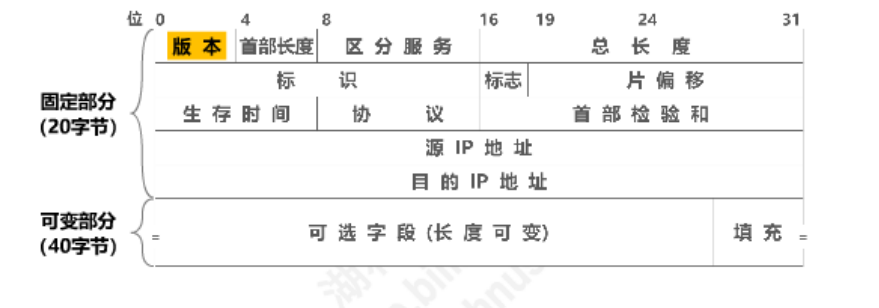 位 0 4 8 16 19 24 31
版 本 首部长度 区 分 服 务 总 长 度
标 识 标志 片 偏 移
固定部分
(20字节)
生 存 时 间 协 议 首 部 检 验 和
源 IP 地 址
目 的 IP 地 址
可变部分
(40字节)
= 可 选 字 段 (长 度 可 变) 填 充 =